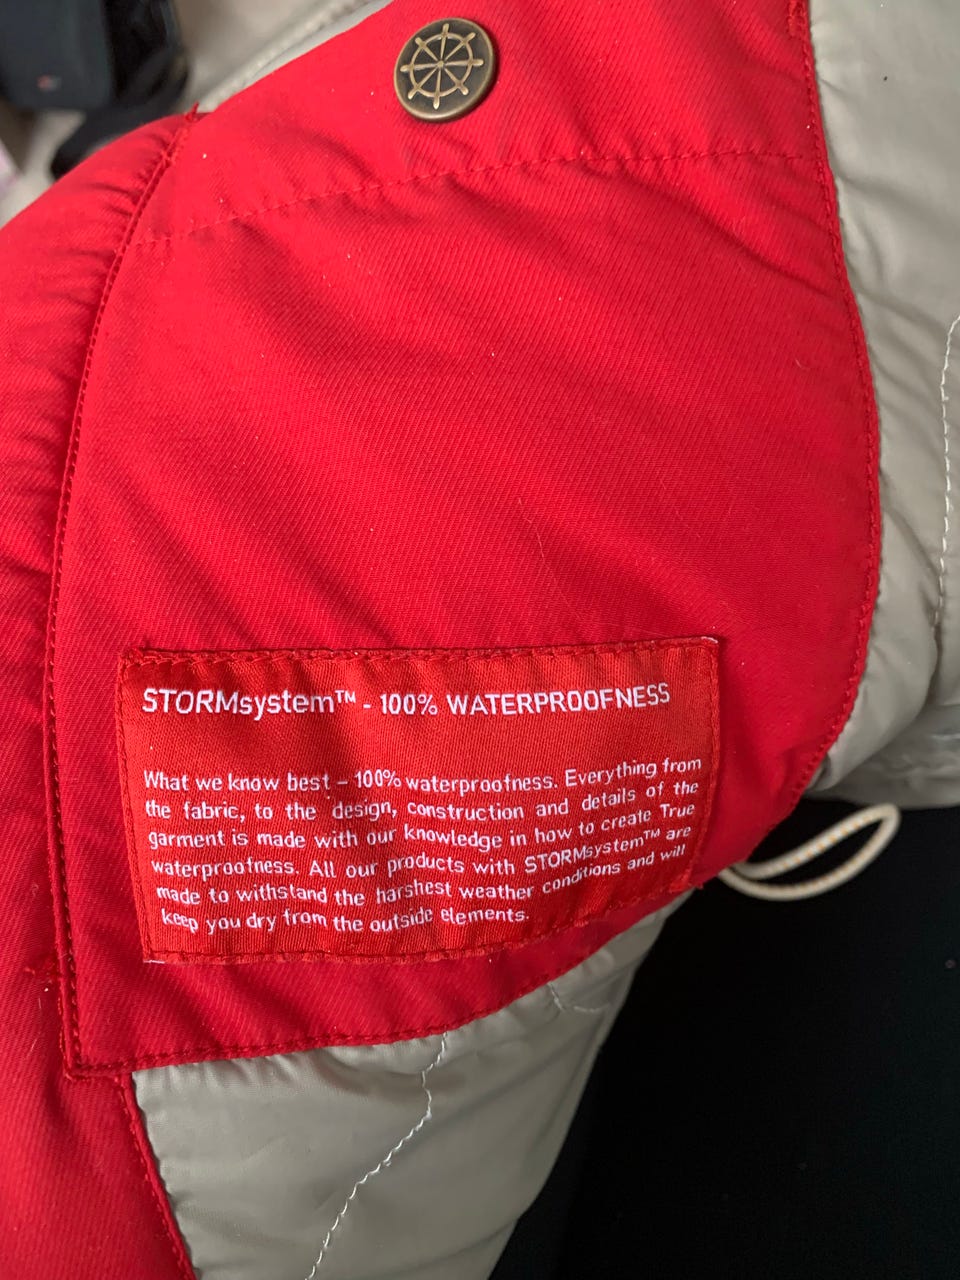 STORMsystem™ - 100% WATERPROOFNESS
What we know best – 100% waterproofness. Everything from
the fabric, to the design, construction and details of the
garment is made with our knowledge in how to create True
waterproofness. All our products with STORMsystem™ are
made to withstand the harshest weather conditions and will
keep you dry from the outside elements.